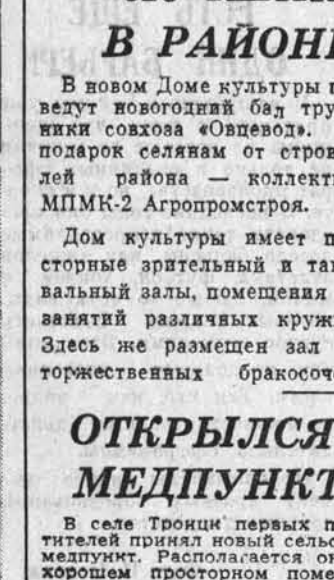 В РАЙОН
В новом Доме культуры
ведут новогодний бал тру
ники совхоза «Овцевод».
подарок селянам от стров
лей района — коллект
МПМК-2 Агропромстроя.
Дом культуры имеет п
сторные зрительный и та
вальный залы, помещения
занятий различных круж
Здесь же размещен зал
торжественных бракосоч
ОТКРЫЛСЯ
МЕДПУНКТ
В селе Троицк первых п
тителей принял новый сельс
медпункт. Располагается о
хорошем просторном пом